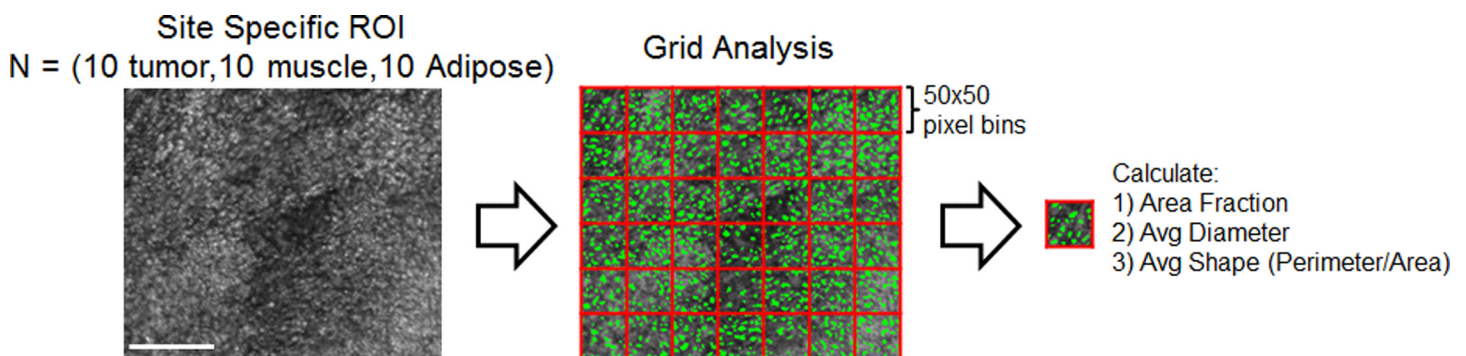 Site Specific ROI
N = (10 tumor,10 muscle,10 Adipose)
Grid Analysis
50x50
pixel bins
Calculate:
1) Area Fraction
2) Avg Diameter
3) Avg Shape (Perimeter/Area)